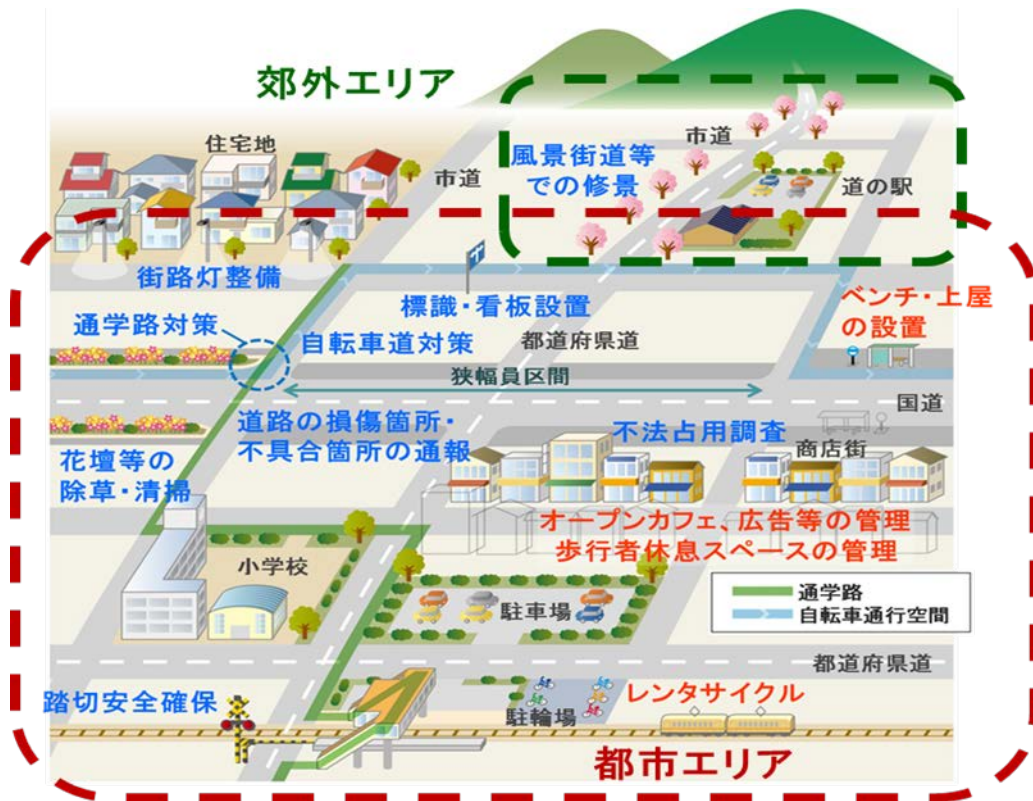 郊外エリア
住宅地
市道
市道
風景街道等
での修景
道の駅
街路灯整備
標識・看板設置
ベンチ・上屋
の設置
通学路対策
自転車道対策
都道府県道
狭幅員区間
国道
道路の損傷箇所・
不具合箇所の通報
不法占用調査
商店街
花壇等の
除草・清掃
オープンカフェ、広告等の管理
歩行者休息スペースの管理
小学校
通学路
自転車通行空間
駐車場
都道府県道
踏切安全確保
駐輪場
レンタサイクル
都市エリア